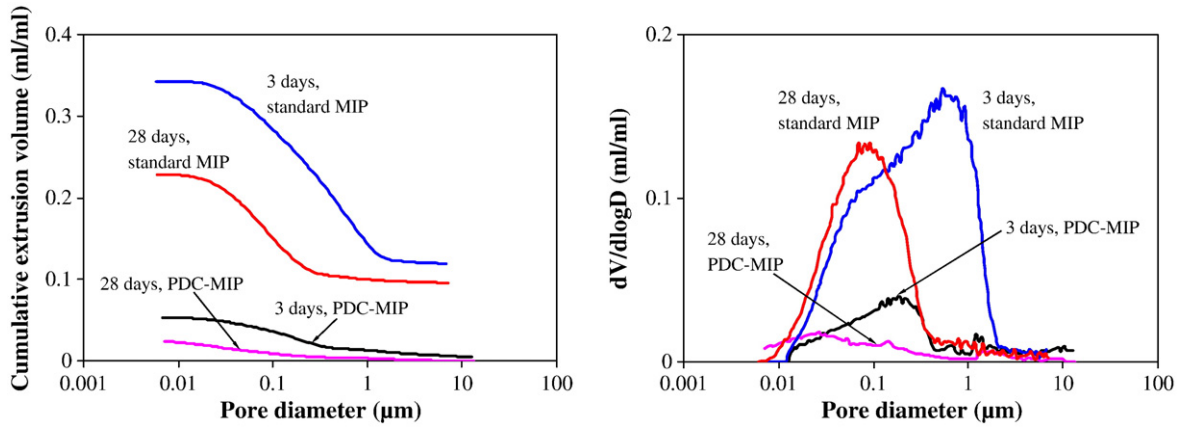 Cumulative extrusion volume (ml/ml)
0.4
0.3
0.2
0.1
0
3 days,
standard MIP
28 days,
standard MIP
28 days, PDC-MIP
3 days, PDC-MIP
0.001
0.01
0.1
1
10
100
Pore diameter (μm)
dV/dlogD (ml/ml)
0.2
0.1
0
28 days,
standard MIP
3 days,
standard MIP
3 days, PDC-MIP
28 days,
PDC-MIP
0.001
0.01
0.1
1
10
100
Pore diameter (μm)